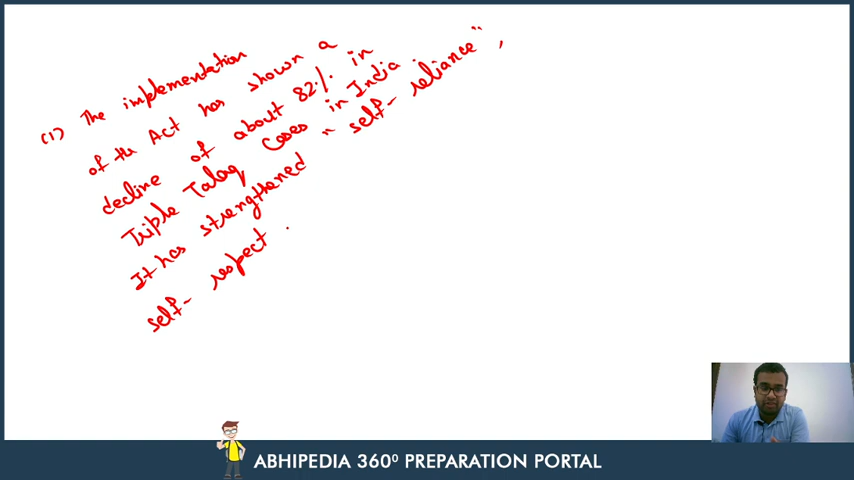 (1) The implementation
of the Act has shown a
decline of about 82% in
Triple Talaq Cases in India
It has strengthened "self-reliance",
self-respect.
ABHIPEDIA 360⁰ PREPARATION PORTAL